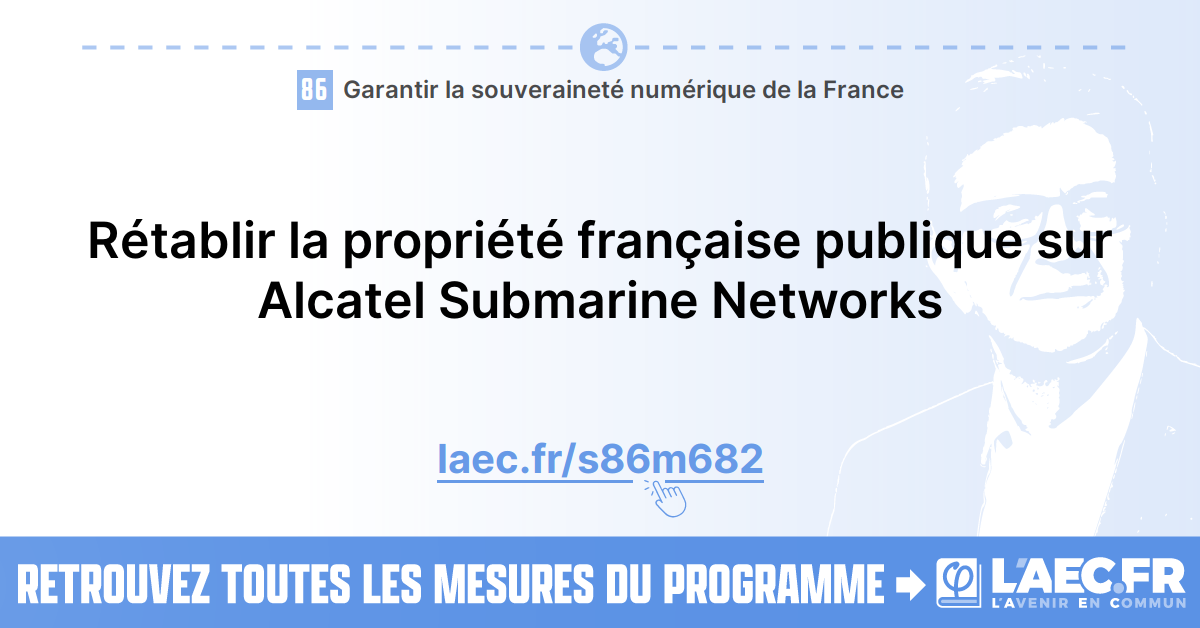 86 Garantir la souveraineté numérique de la France
Rétablir la propriété française publique sur
Alcatel Submarine Networks
laec.fr/s86m682
RETROUVEZ TOUTES LES MESURES DU PROGRAMME
φ L'AEC.FR
L'AVENIR EN COMMUN